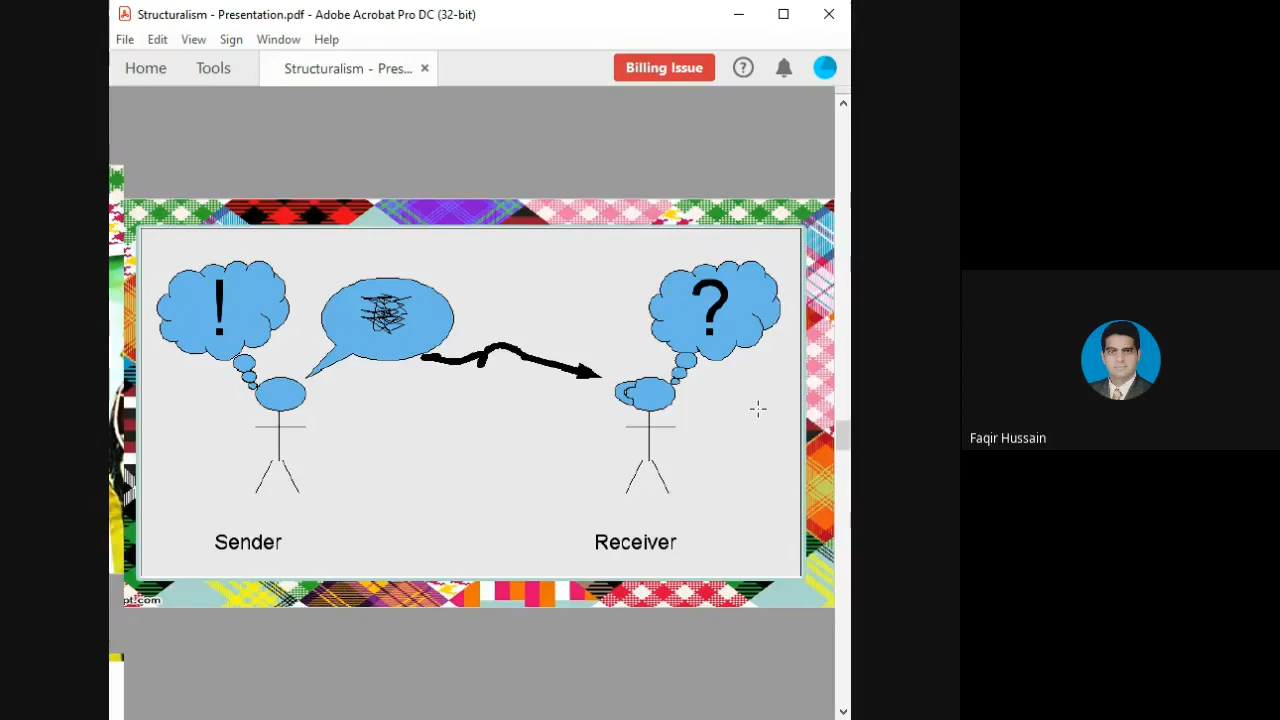 Structuralism - Presentation.pdf - Adobe Acrobat Pro DC (32-bit)
File Edit View Sign Window Help
Home Tools Structuralism - Pres... × Billing Issue ?
! ?
Sender Receiver
pt.com
Faqir Hussain